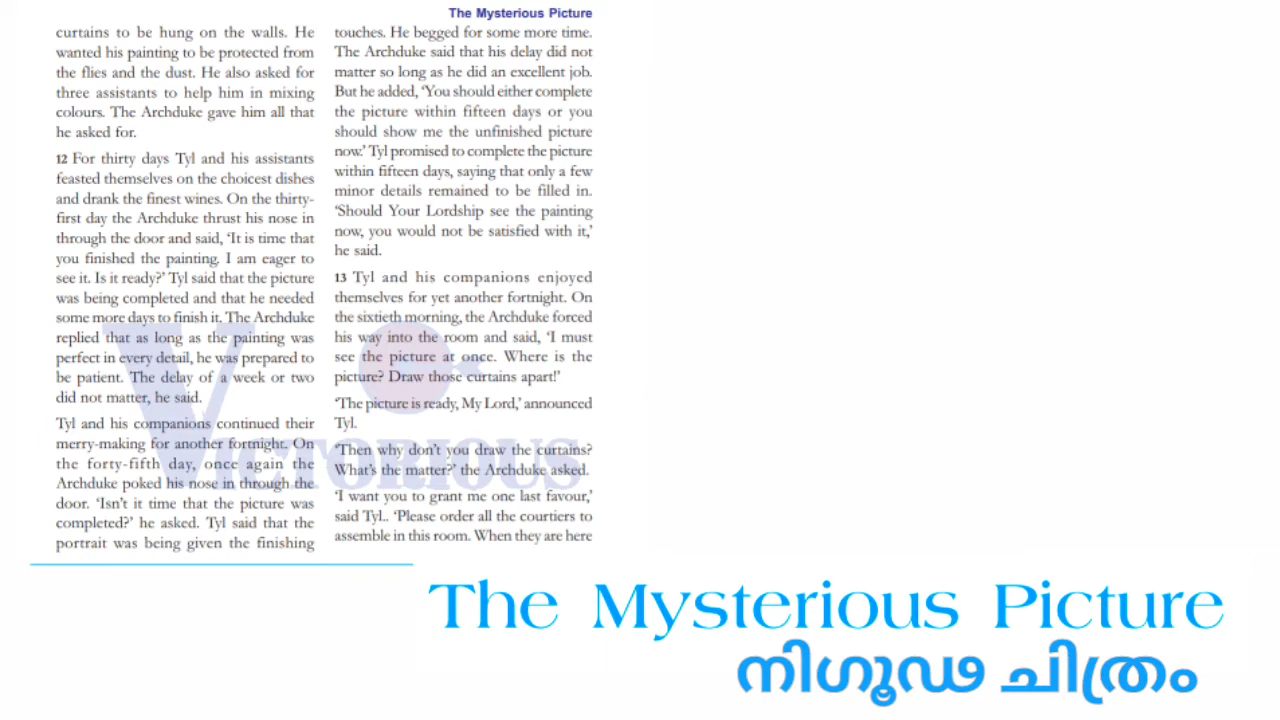 The Mysterious Picture
curtains to be hung on the walls. He
wanted his painting to be protected from
the flies and the dust. He also asked for
three assistants to help him in mixing
colours. The Archduke gave him all that
he asked for.
12 For thirty days Tyl and his assistants
feasted themselves on the choicest dishes
and drank the finest wines. On the thirty-
first day the Archduke thrust his nose in
through the door and said, ‘It is time that
you finished the painting. I am eager to
see it. Is it ready?’ Tyl said that the picture
was being completed and that he needed
some more days to finish it. The Archduke
replied that as long as the painting was
perfect in every detail, he was prepared to
be patient. The delay of a week or two
did not matter, he said.
Tyl and his companions continued their
merry-making for another fortnight. On
the forty-fifth day, once again the
Archduke poked his nose in through the
door. ‘Isn’t it time that the picture was
completed?’ he asked. Tyl said that the
portrait was being given the finishing
touches. He begged for some more time.
The Archduke said that his delay did not
matter so long as he did an excellent job.
But he added, ‘You should either complete
the picture within fifteen days or you
should show me the unfinished picture
now.’ Tyl promised to complete the picture
within fifteen days, saying that only a few
minor details remained to be filled in.
‘Should Your Lordship see the painting
now, you would not be satisfied with it,’
he said.
13 Tyl and his companions enjoyed
themselves for yet another fortnight. On
the sixtieth morning, the Archduke forced
his way into the room and said, ‘I must
see the picture at once. Where is the
picture? Draw those curtains apart!’
‘The picture is ready, My Lord,’ announced
Tyl.
‘Then why don’t you draw the curtains?
What’s the matter?’ the Archduke asked.
‘I want you to grant me one last favour,’
said Tyl.. ‘Please order all the courtiers to
assemble in this room. When they are here
VICTORIOUS
The Mysterious Picture
നിഗൂഢ ചിത്രം